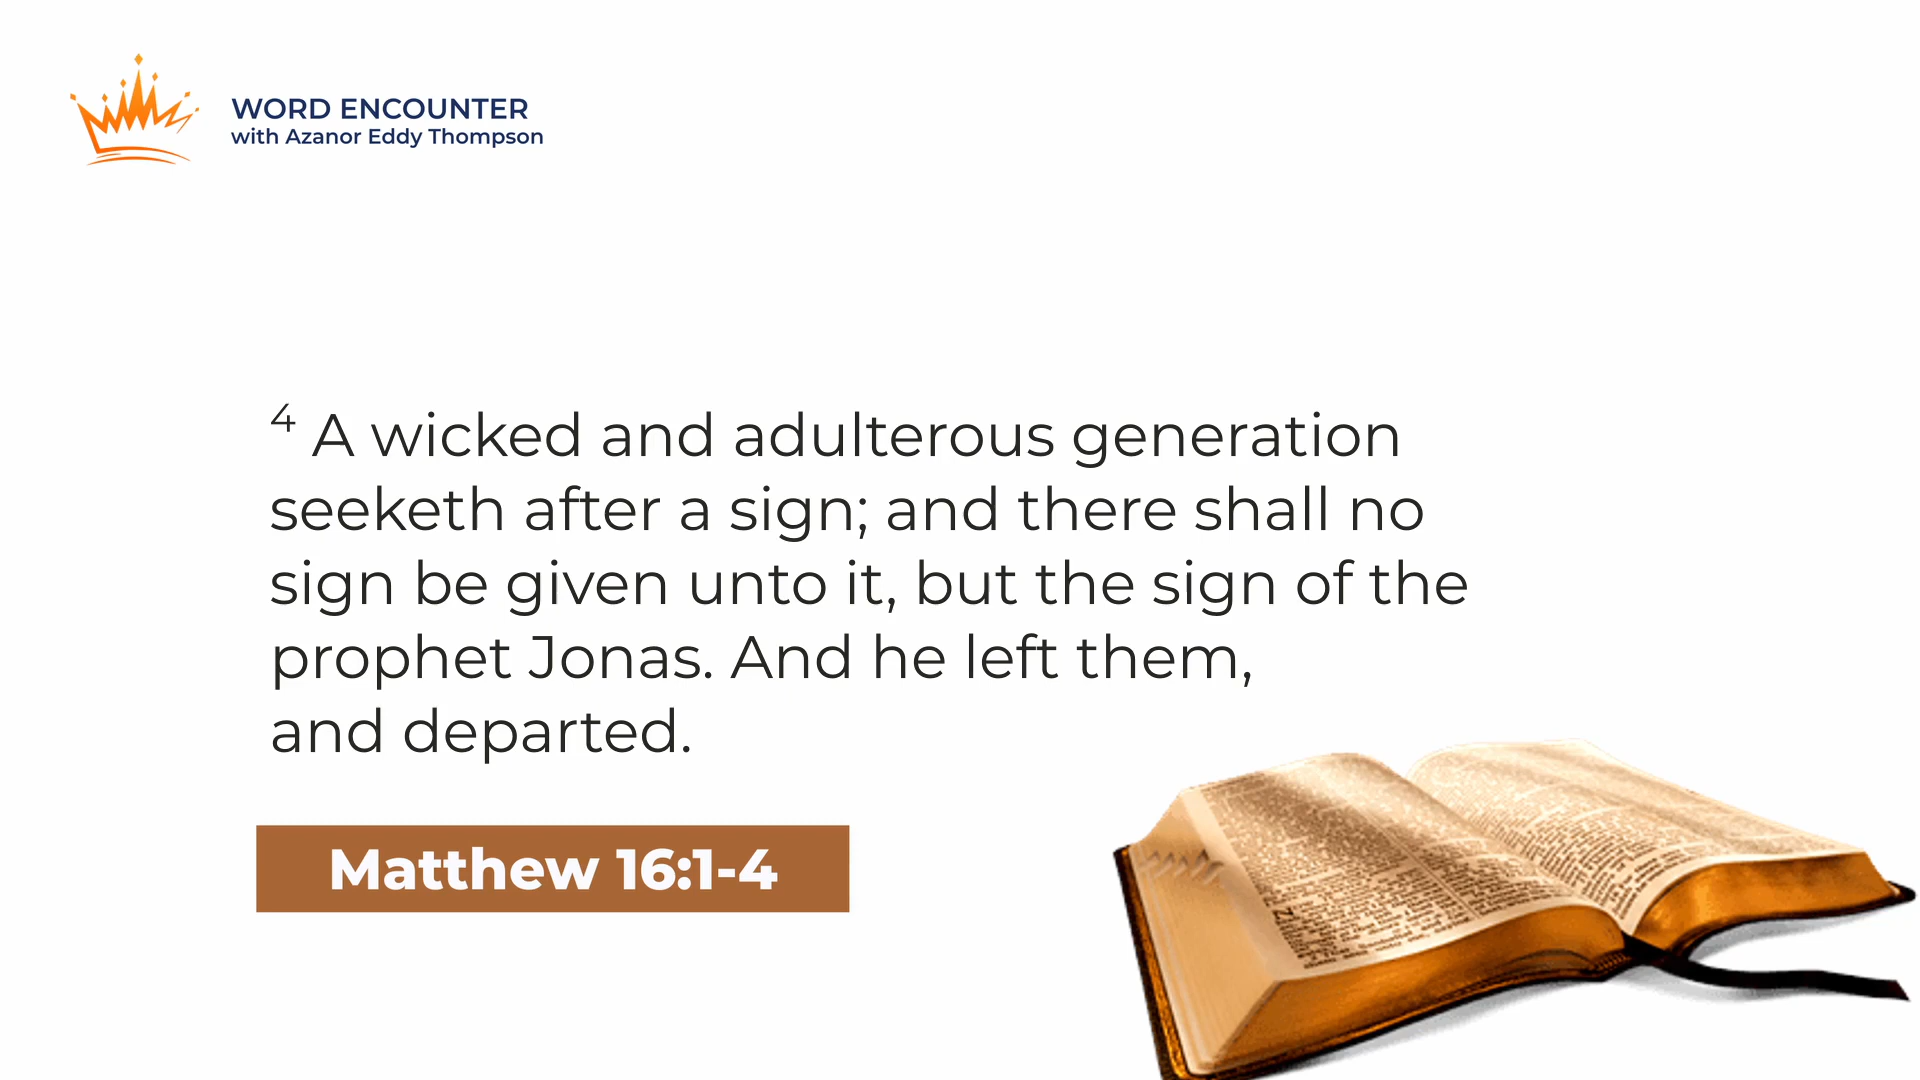 WORD ENCOUNTER
with Azanor Eddy Thompson
4 A wicked and adulterous generation
seeketh after a sign; and there shall no
sign be given unto it, but the sign of the
prophet Jonas. And he left them,
and departed.
Matthew 16:1-4